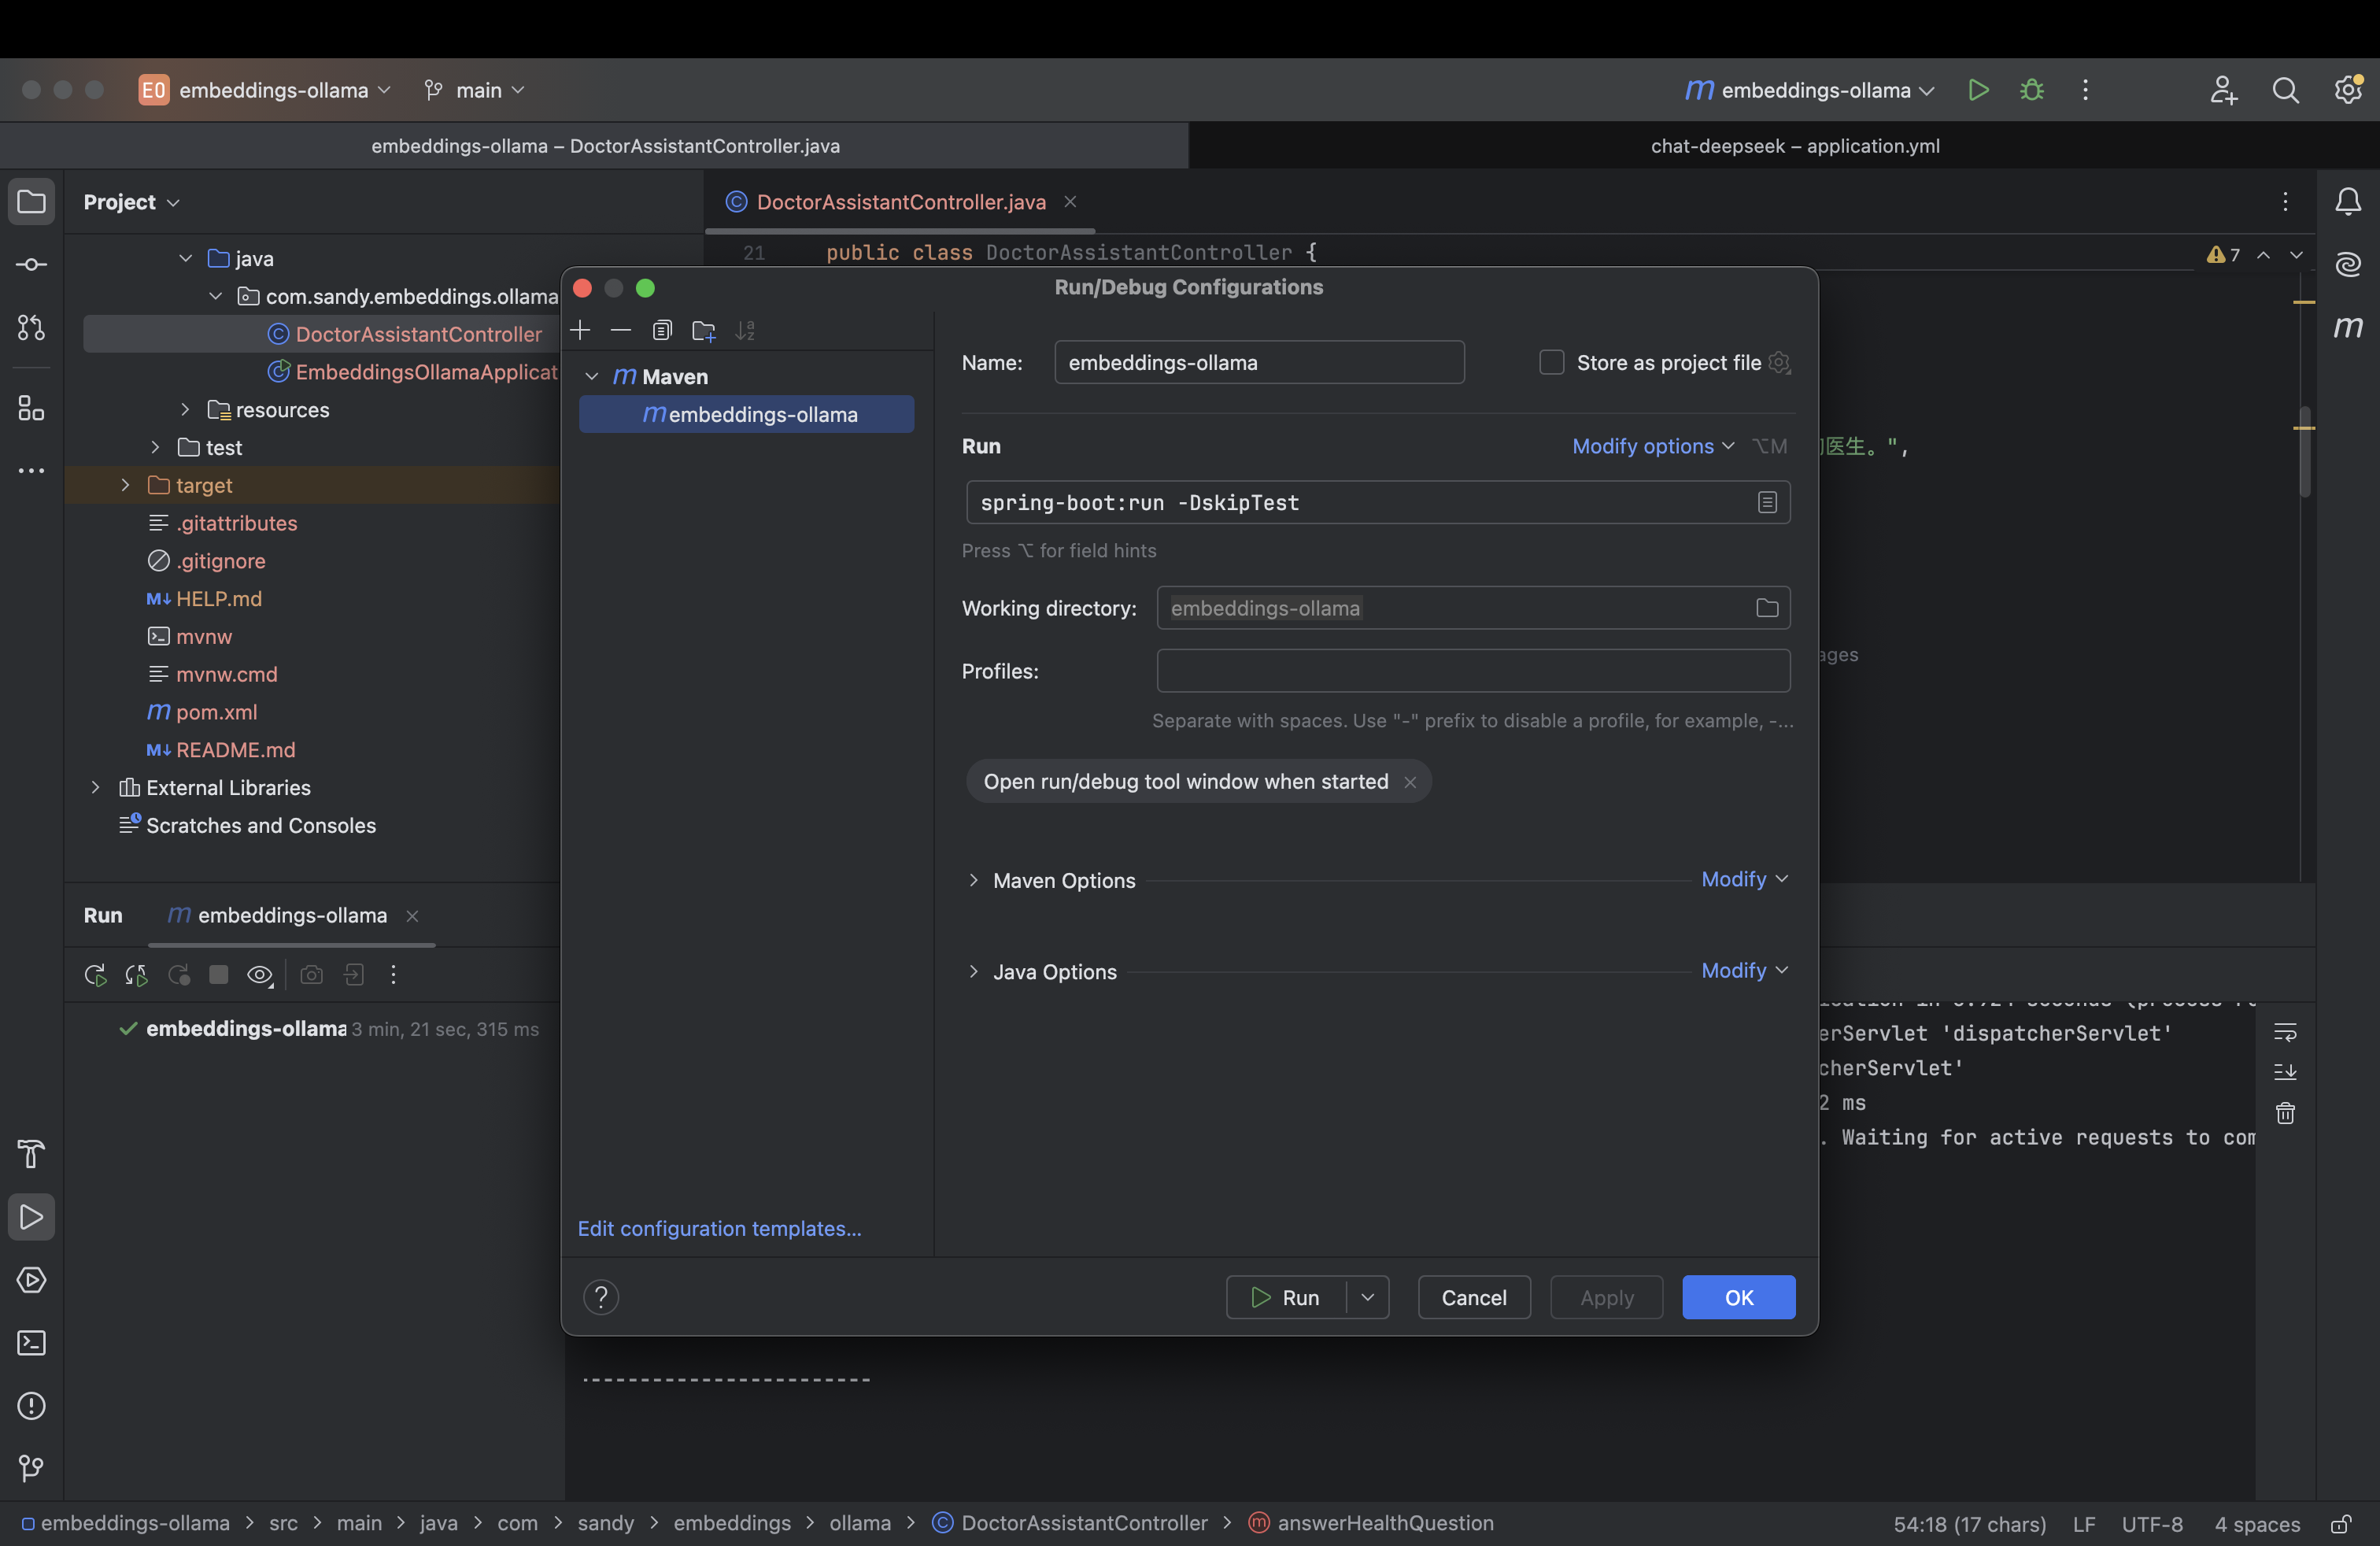 EO embeddings-ollama main
embeddings-ollama
embeddings-ollama – DoctorAssistantController.java
chat-deepseek – application.yml
Project
DoctorAssistantController.java
java
com.sandy.embeddings.ollama
DoctorAssistantController
EmbeddingsOllamaApplicat
resources
test
target
.gitattributes
.gitignore
HELP.md
mvnw
mvnw.cmd
pom.xml
README.md
External Libraries
Scratches and Consoles
21 public class DoctorAssistantController {
7
医生。",
ages
Run/Debug Configurations
Maven
embeddings-ollama
Edit configuration templates...
Name: embeddings-ollama
Store as project file
Run
Modify options ⌥M
spring-boot:run -DskipTest
Press ⌥ for field hints
Working directory: embeddings-ollama
Profiles:
Separate with spaces. Use "-" prefix to disable a profile, for example, -...
Open run/debug tool window when started
Maven Options
Modify
Java Options
Modify
?
Run
Cancel
Apply
OK
Run
embeddings-ollama
embeddings-ollama 3 min, 21 sec, 315 ms
erServlet 'dispatcherServlet'
cherServlet'
2 ms
. Waiting for active requests to com
------------------------
embeddings-ollama > src > main > java > com > sandy > embeddings > ollama > DoctorAssistantController > answerHealthQuestion
54:18 (17 chars) LF UTF-8 4 spaces